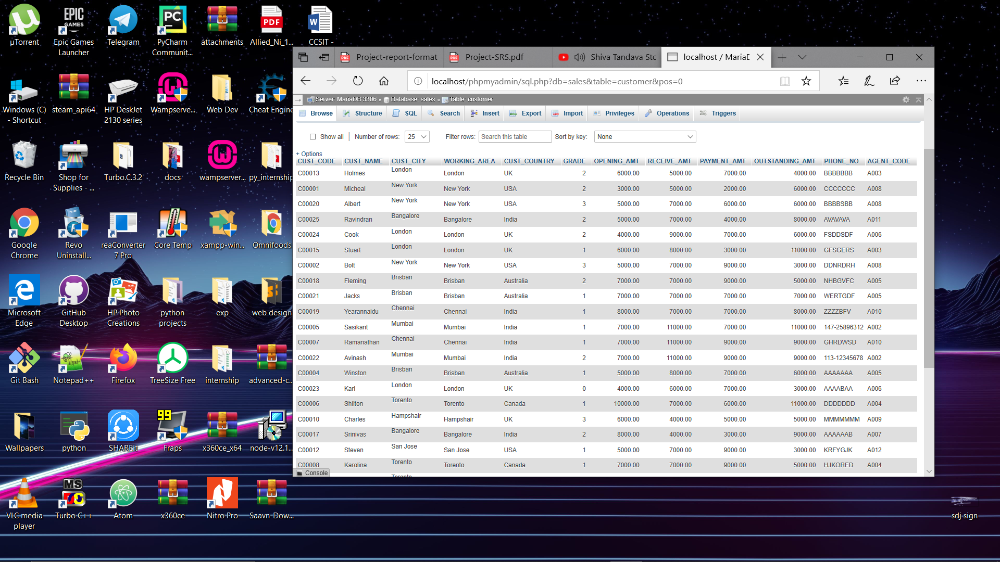 µTorrent
EPIC GAMES
Epic Games Launcher
Telegram
PC
PyCharm Communit...
attachments
PDF
Allied_Ni_1...
W
CCSIT -
Windows (C) - Shortcut
steam_api64
HP DeskJet 2130 series
Wampserve...
Web Dev
Cheat Engine
Recycle Bin
Shop for Supplies - ...
Turbo.C.3.2
docs
wampserver...
py_internship
Google Chrome
Revo Uninstall...
reaConverter 7 Pro
Core Temp
xampp-win...
Omnifoods
Microsoft Edge
GitHub Desktop
HP Photo Creations
python projects
exp
web design
Git Bash
Notepad++
Firefox
TreeSize Free
internship
advanced-c...
Wallpapers
python
SHAREit
99
Fraps
x360ce_x64
node-v12.1...
VLC media player
MS
Turbo C++
Atom
x360ce
Nitro Pro
Saavn-Dow...
sdj sign
Project-report-format
Project-SRS.pdf
Shiva Tandava Stc
localhost / MariaD
localhost/phpmyadmin/sql.php?db=sales&table=customer&pos=0
Server: MariaDB:3306 » Database: sales » Table: customer
Browse Structure SQL Search Insert Export Import Privileges Operations Triggers
Show all | Number of rows: 25 Filter rows: Search this table Sort by key: None
+ Options
CUST_CODE CUST_NAME CUST_CITY WORKING_AREA CUST_COUNTRY GRADE OPENING_AMT RECEIVE_AMT PAYMENT_AMT OUTSTANDING_AMT PHONE_NO AGENT_CODE
C00013 Holmes London London UK 2 6000.00 5000.00 7000.00 4000.00 BBBBBBB A003
C00001 Micheal New York New York USA 2 3000.00 5000.00 2000.00 6000.00 CCCCCCC A008
C00020 Albert New York New York USA 3 5000.00 7000.00 6000.00 6000.00 BBBBSBB A008
C00025 Ravindran Bangalore Bangalore India 2 5000.00 7000.00 4000.00 8000.00 AVAVAVA A011
C00024 Cook London London UK 2 4000.00 9000.00 7000.00 6000.00 FSDDSDF A006
C00015 Stuart London London UK 1 6000.00 8000.00 3000.00 11000.00 GFSGERS A003
C00002 Bolt New York New York USA 3 5000.00 7000.00 9000.00 3000.00 DDNRDRH A008
C00018 Fleming Brisban Brisban Australia 2 7000.00 7000.00 9000.00 5000.00 NHBGVFC A005
C00021 Jacks Brisban Brisban Australia 1 7000.00 7000.00 7000.00 7000.00 WERTGDF A005
C00019 Yearannaidu Chennai Chennai India 1 8000.00 7000.00 7000.00 8000.00 ZZZZBFV A010
C00005 Sasikant Mumbai Mumbai India 1 7000.00 11000.00 7000.00 11000.00 147-25896312 A002
C00007 Ramanathan Chennai Chennai India 1 7000.00 11000.00 9000.00 9000.00 GHRDWSD A010
C00022 Avinash Mumbai Mumbai India 2 7000.00 11000.00 9000.00 9000.00 113-12345678 A002
C00004 Winston Brisban Brisban Australia 1 5000.00 8000.00 7000.00 6000.00 AAAAAAA A005
C00023 Karl London London UK 0 4000.00 6000.00 7000.00 3000.00 AAAABAA A006
C00006 Shilton Torento Torento Canada 1 10000.00 7000.00 6000.00 11000.00 DDDDDDD A004
C00010 Charles Hampshair Hampshair UK 3 6000.00 4000.00 5000.00 5000.00 MMMMMMM A009
C00017 Srinivas Bangalore Bangalore India 2 8000.00 4000.00 3000.00 9000.00 AAAAAAB A007
C00012 Steven San Jose San Jose USA 1 5000.00 7000.00 9000.00 3000.00 KRFYGJK A012
C00008 Karolina Torento Torento Canada 1 7000.00 7000.00 9000.00 5000.00 HJKORED A004
Console Torento